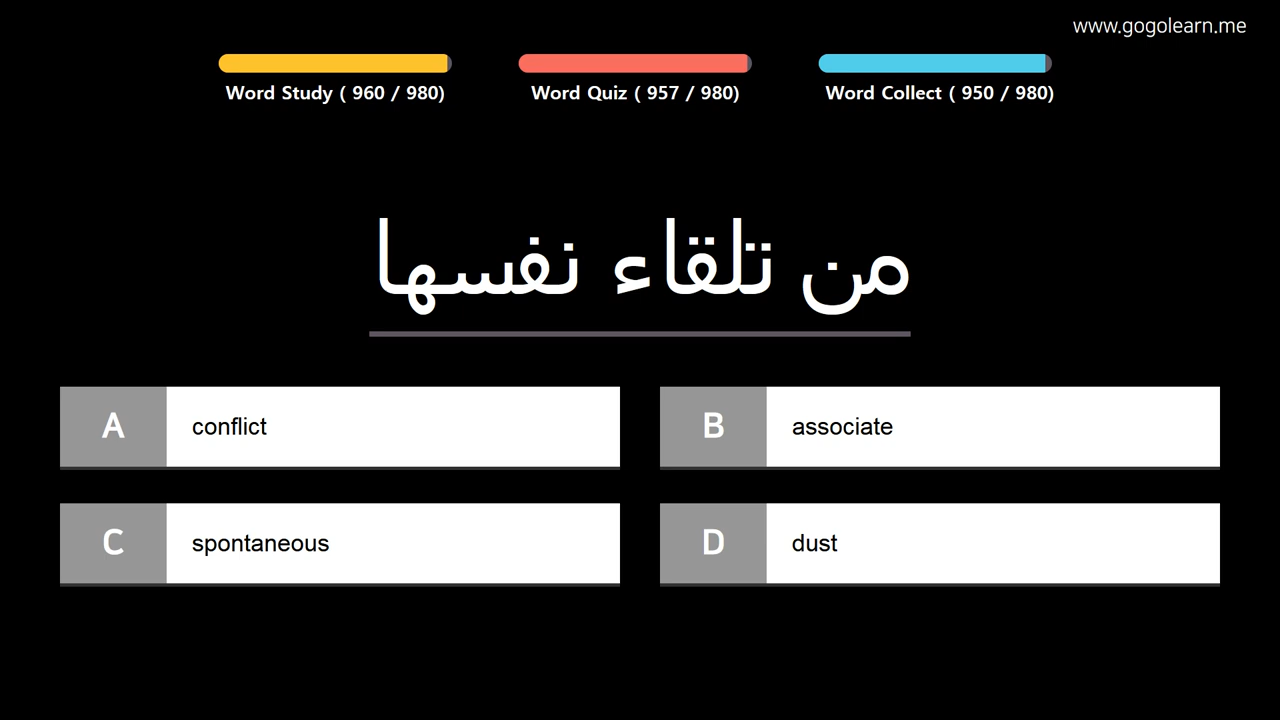 www.gogolearn.me
Word Study ( 960 / 980)
Word Quiz ( 957 / 980)
Word Collect ( 950 / 980)
من تلقاء نفسها
A conflict
B associate
C spontaneous
D dust